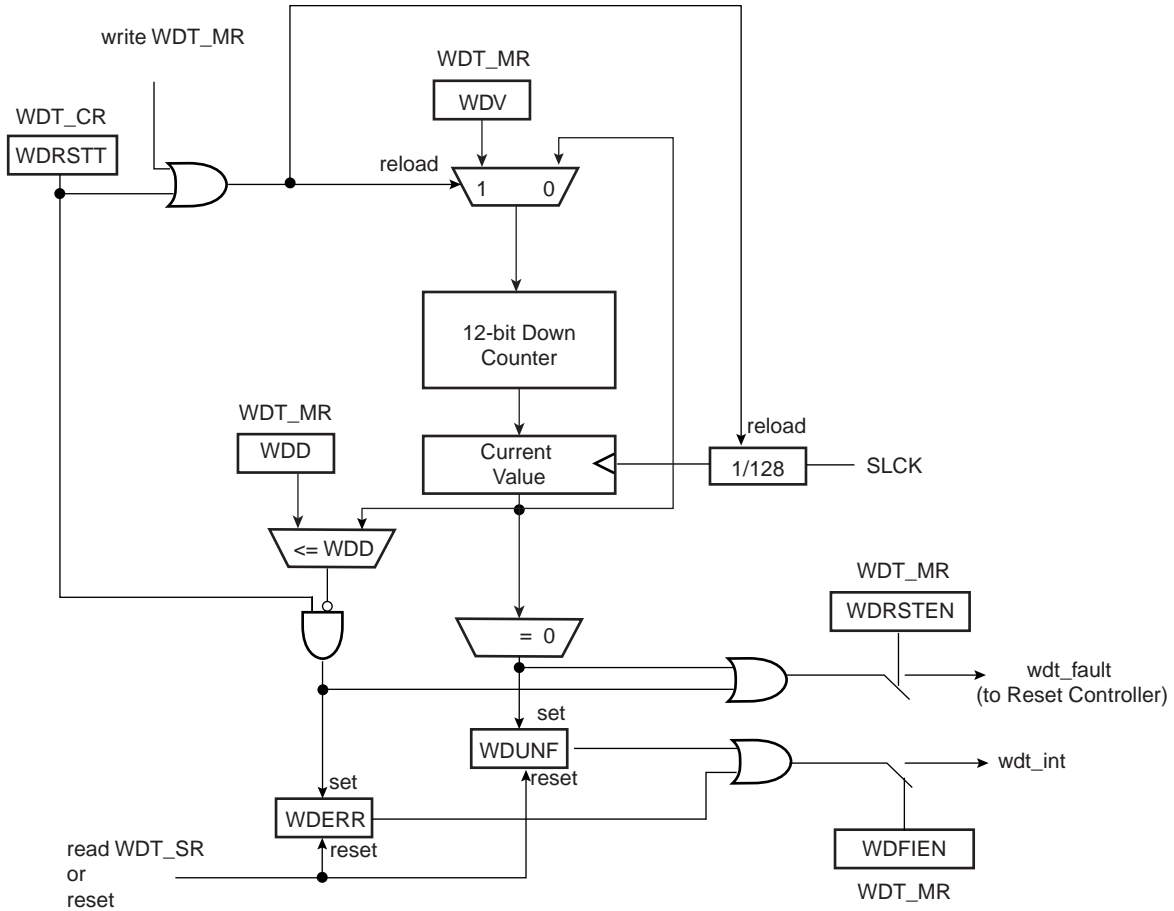 write WDT_MR
WDT_MR
WDV
WDT_CR
WDRSTT
reload
1 0
12-bit Down
Counter
WDT_MR
WDD
reload
Current
Value
1/128
SLCK
<= WDD
WDT_MR
WDRSTEN
= 0
wdt_fault
(to Reset Controller)
set
WDUNF
reset
wdt_int
set
WDERR
reset
WDFIEN
WDT_MR
read WDT_SR
or
reset